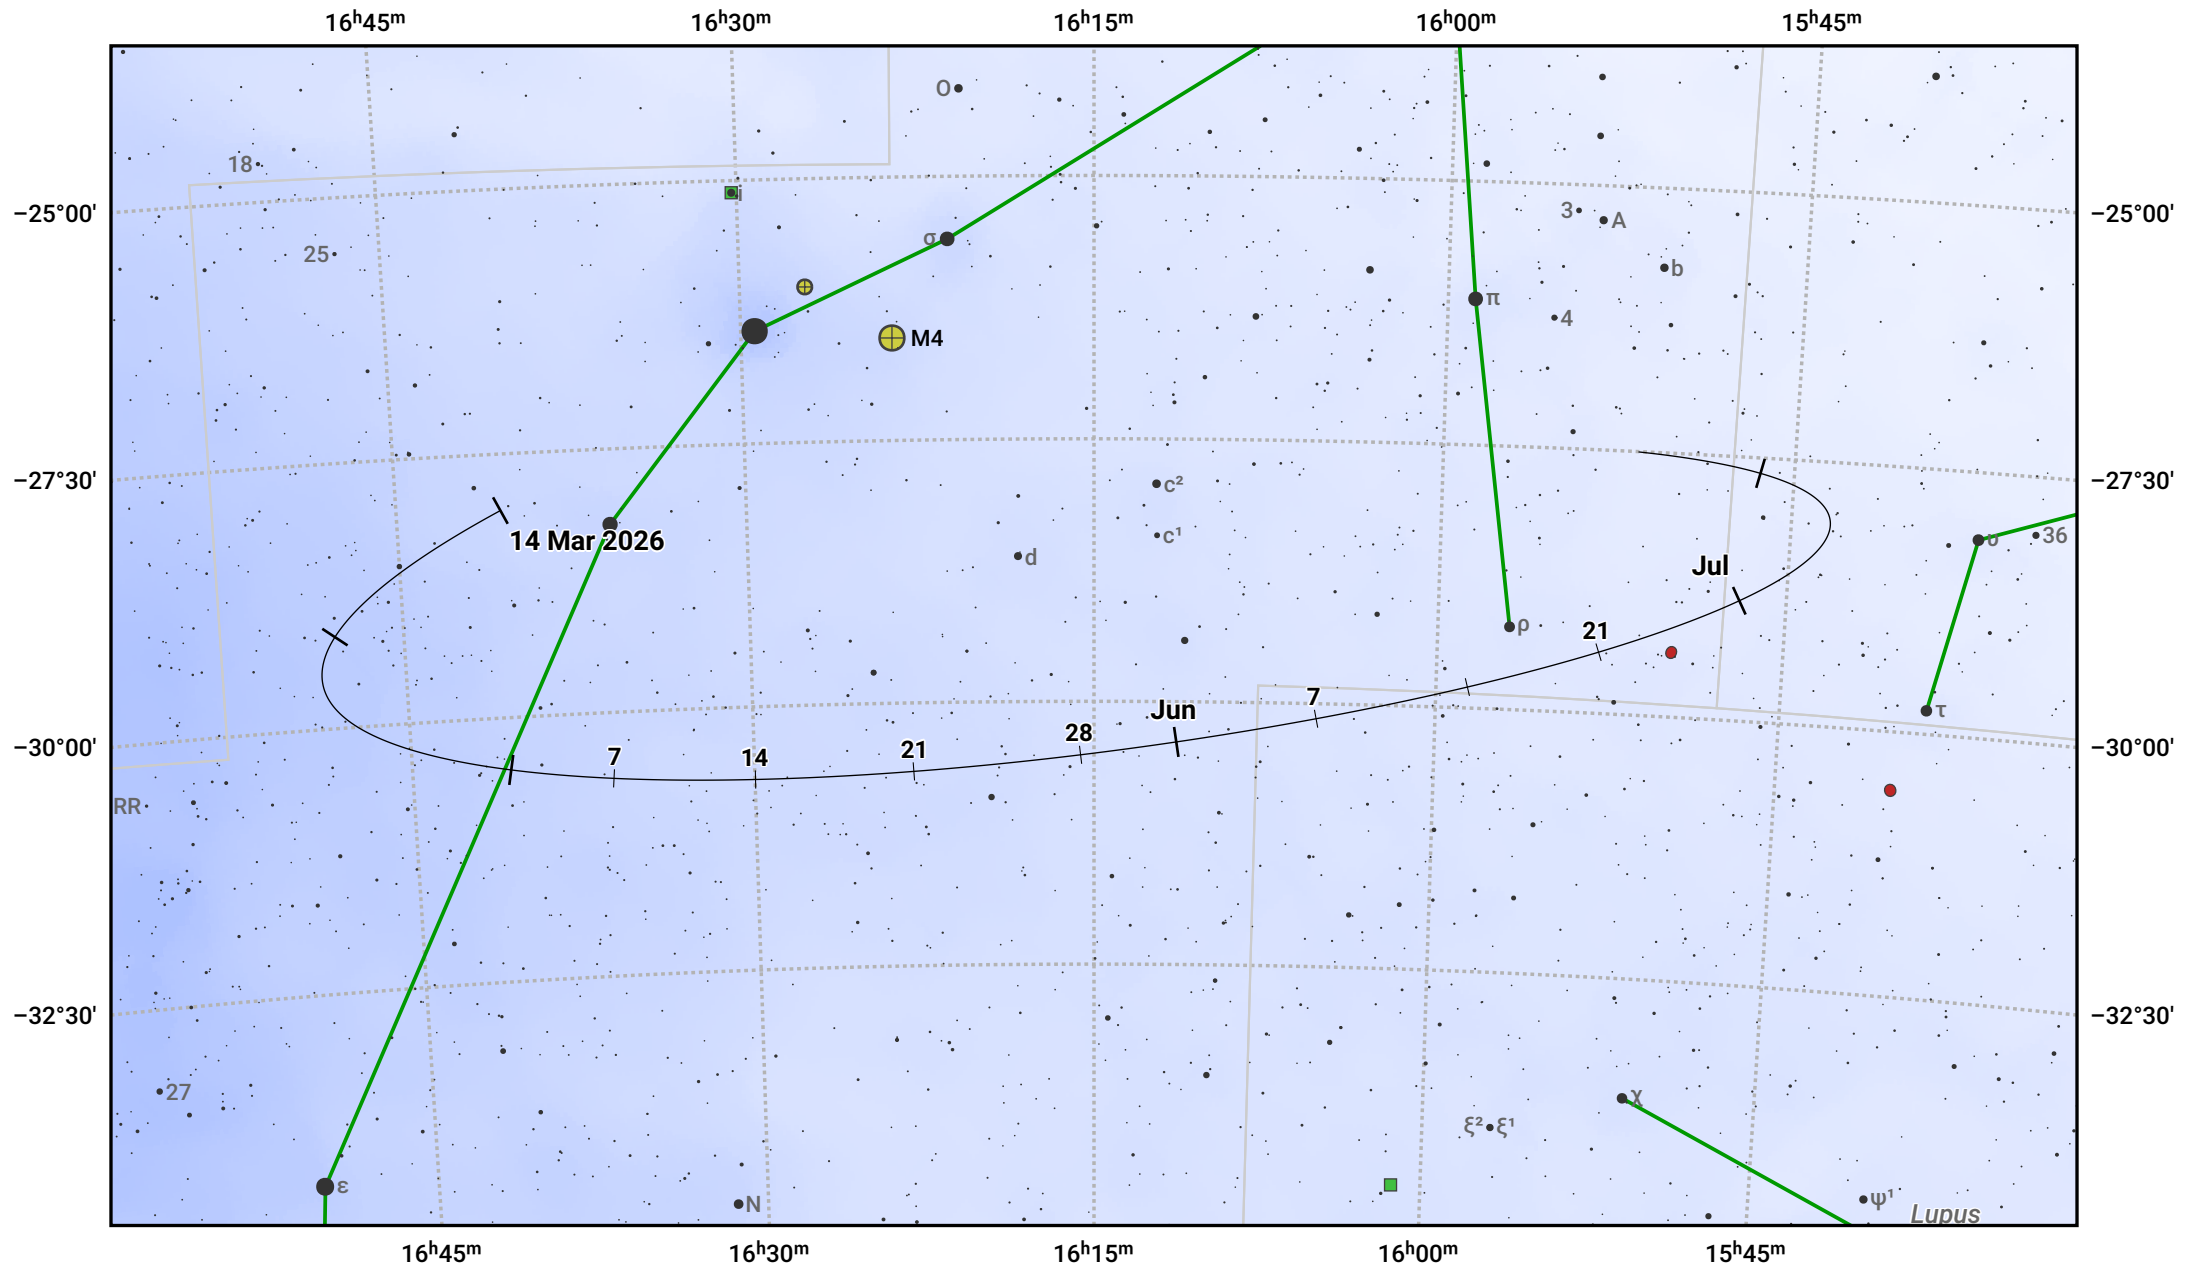 16ʰ45ᵐ 16ʰ30ᵐ 16ʰ15ᵐ 16ʰ00ᵐ 15ʰ45ᵐ
O
18
−25°00' −25°00'
i
3 A
σ
25
b
π
4
M4
−27°30' −27°30'
c²
c¹
14 Mar 2026
d
υ 36
Jul
ρ
21
7
Jun
τ
28
−30°00' −30°00'
7 14 21
RR
−32°30' −32°30'
27
χ
ξ² ξ¹
ε
N
ψ¹
Lupus
16ʰ45ᵐ 16ʰ30ᵐ 16ʰ15ᵐ 16ʰ00ᵐ 15ʰ45ᵐ